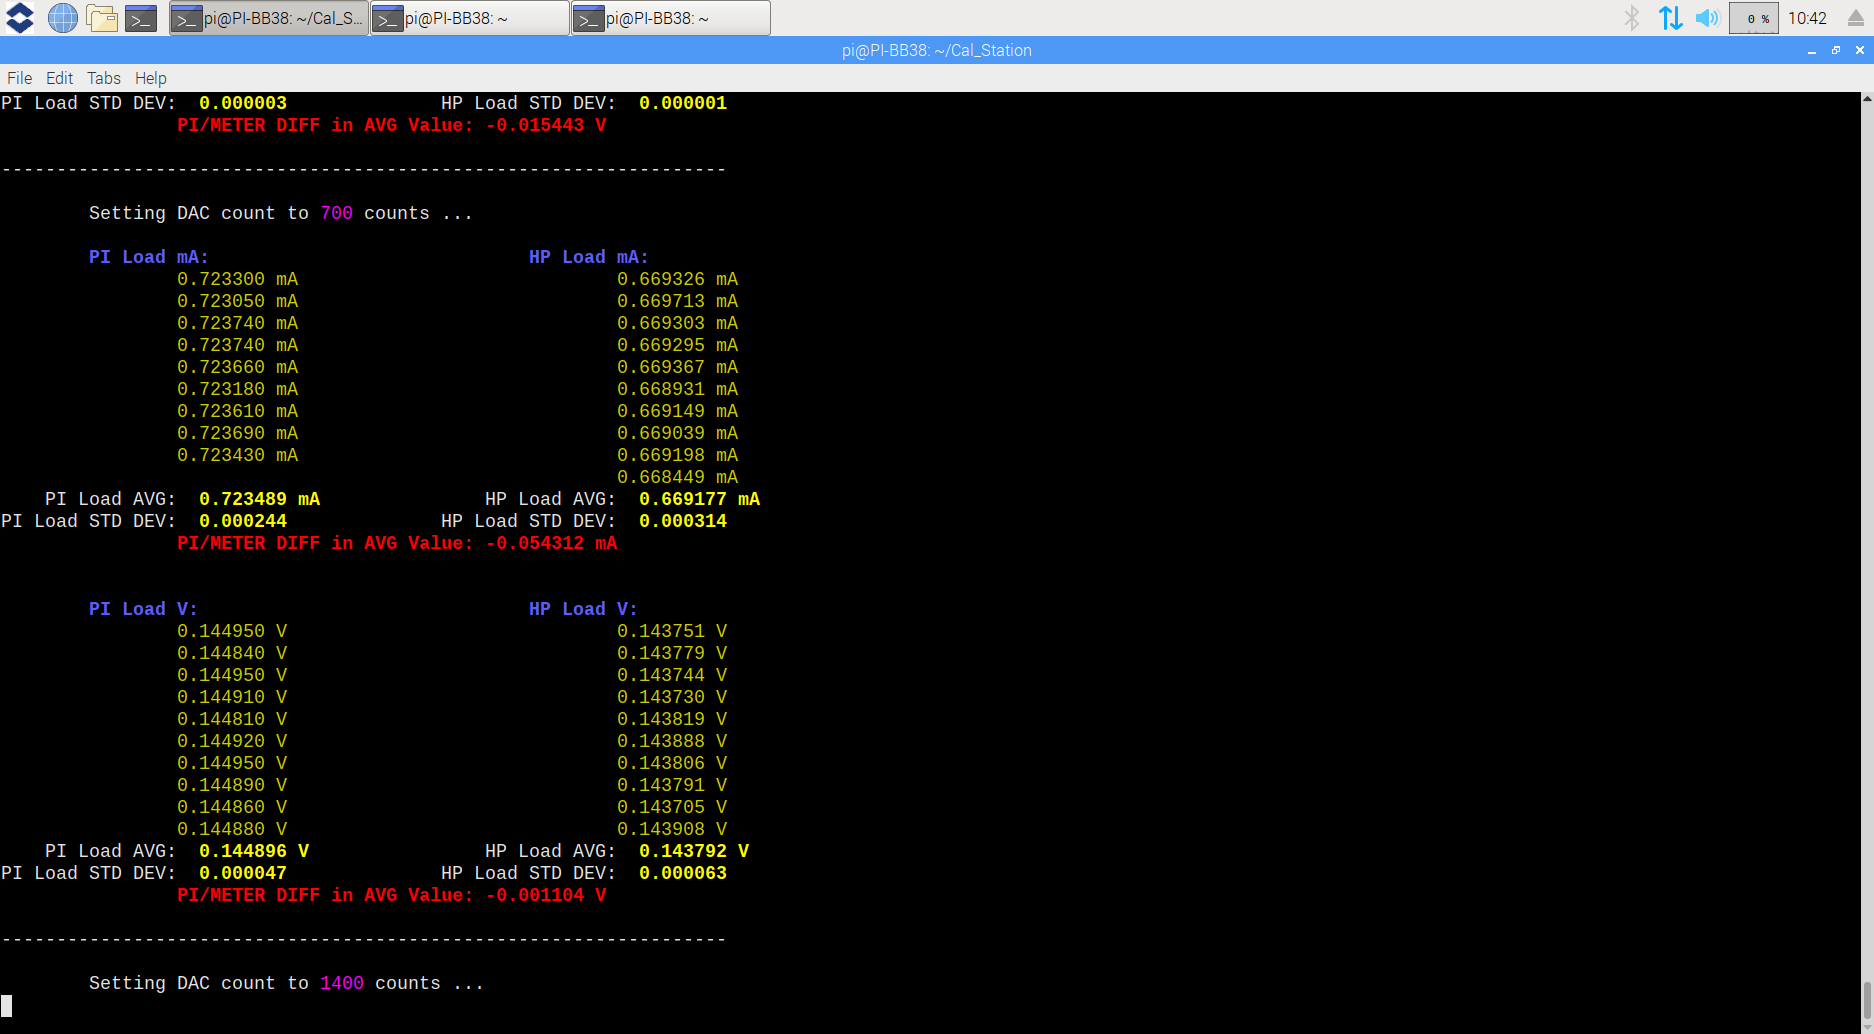 pi@PI-BB38: ~/Cal_S... pi@PI-BB38: ~ pi@PI-BB38: ~ 0 % 10:42
pi@PI-BB38: ~/Cal_Station
File Edit Tabs Help
PI Load STD DEV: 0.000003 HP Load STD DEV: 0.000001
PI/METER DIFF in AVG Value: -0.015443 V
------------------------------------------------------------------
Setting DAC count to 700 counts ...
PI Load mA: HP Load mA:
0.723300 mA 0.669326 mA
0.723050 mA 0.669713 mA
0.723740 mA 0.669303 mA
0.723740 mA 0.669295 mA
0.723660 mA 0.669367 mA
0.723180 mA 0.668931 mA
0.723610 mA 0.669149 mA
0.723690 mA 0.669039 mA
0.723430 mA 0.669198 mA
0.668449 mA
PI Load AVG: 0.723489 mA HP Load AVG: 0.669177 mA
PI Load STD DEV: 0.000244 HP Load STD DEV: 0.000314
PI/METER DIFF in AVG Value: -0.054312 mA
PI Load V: HP Load V:
0.144950 V 0.143751 V
0.144840 V 0.143779 V
0.144950 V 0.143744 V
0.144910 V 0.143730 V
0.144810 V 0.143819 V
0.144920 V 0.143888 V
0.144950 V 0.143806 V
0.144890 V 0.143791 V
0.144860 V 0.143705 V
0.144880 V 0.143908 V
PI Load AVG: 0.144896 V HP Load AVG: 0.143792 V
PI Load STD DEV: 0.000047 HP Load STD DEV: 0.000063
PI/METER DIFF in AVG Value: -0.001104 V
------------------------------------------------------------------
Setting DAC count to 1400 counts ...